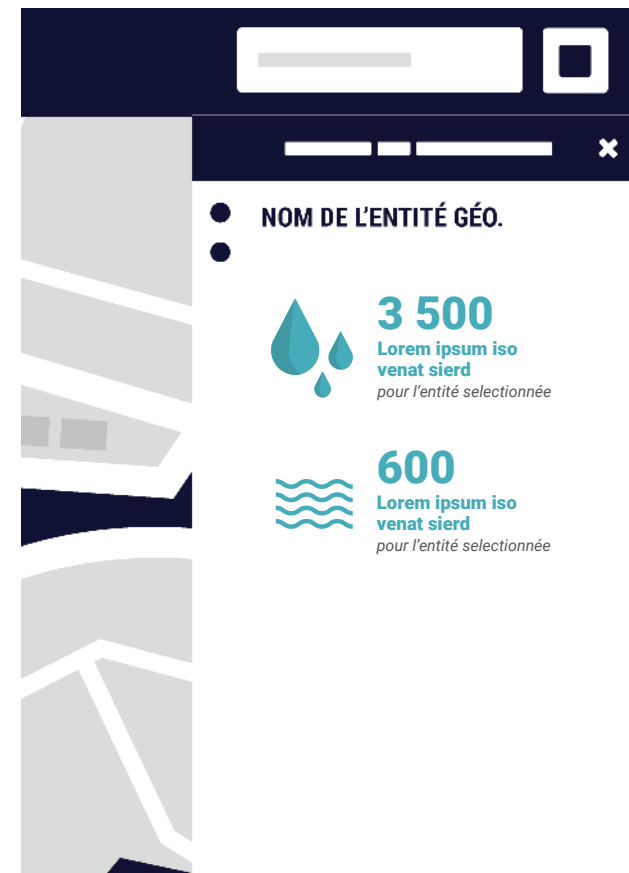 NOM DE L'ENTITÉ GÉO.
3 500
Lorem ipsum iso
venat sierd
pour l'entité selectionnée
600
Lorem ipsum iso
venat sierd
pour l'entité selectionnée